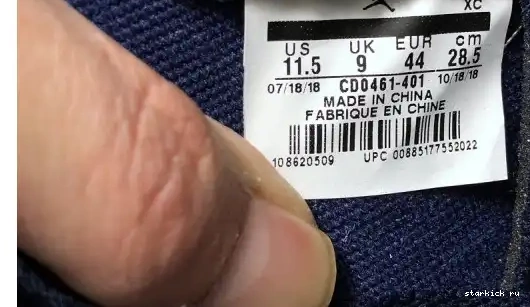 XC
US UK EUR cm
11.5 9 44 28.5
07/18/18 CD0461-401 10/18/18
MADE IN CHINA
FABRIQUE EN CHINE
108620509 UPC 00885177552022
starkick ru